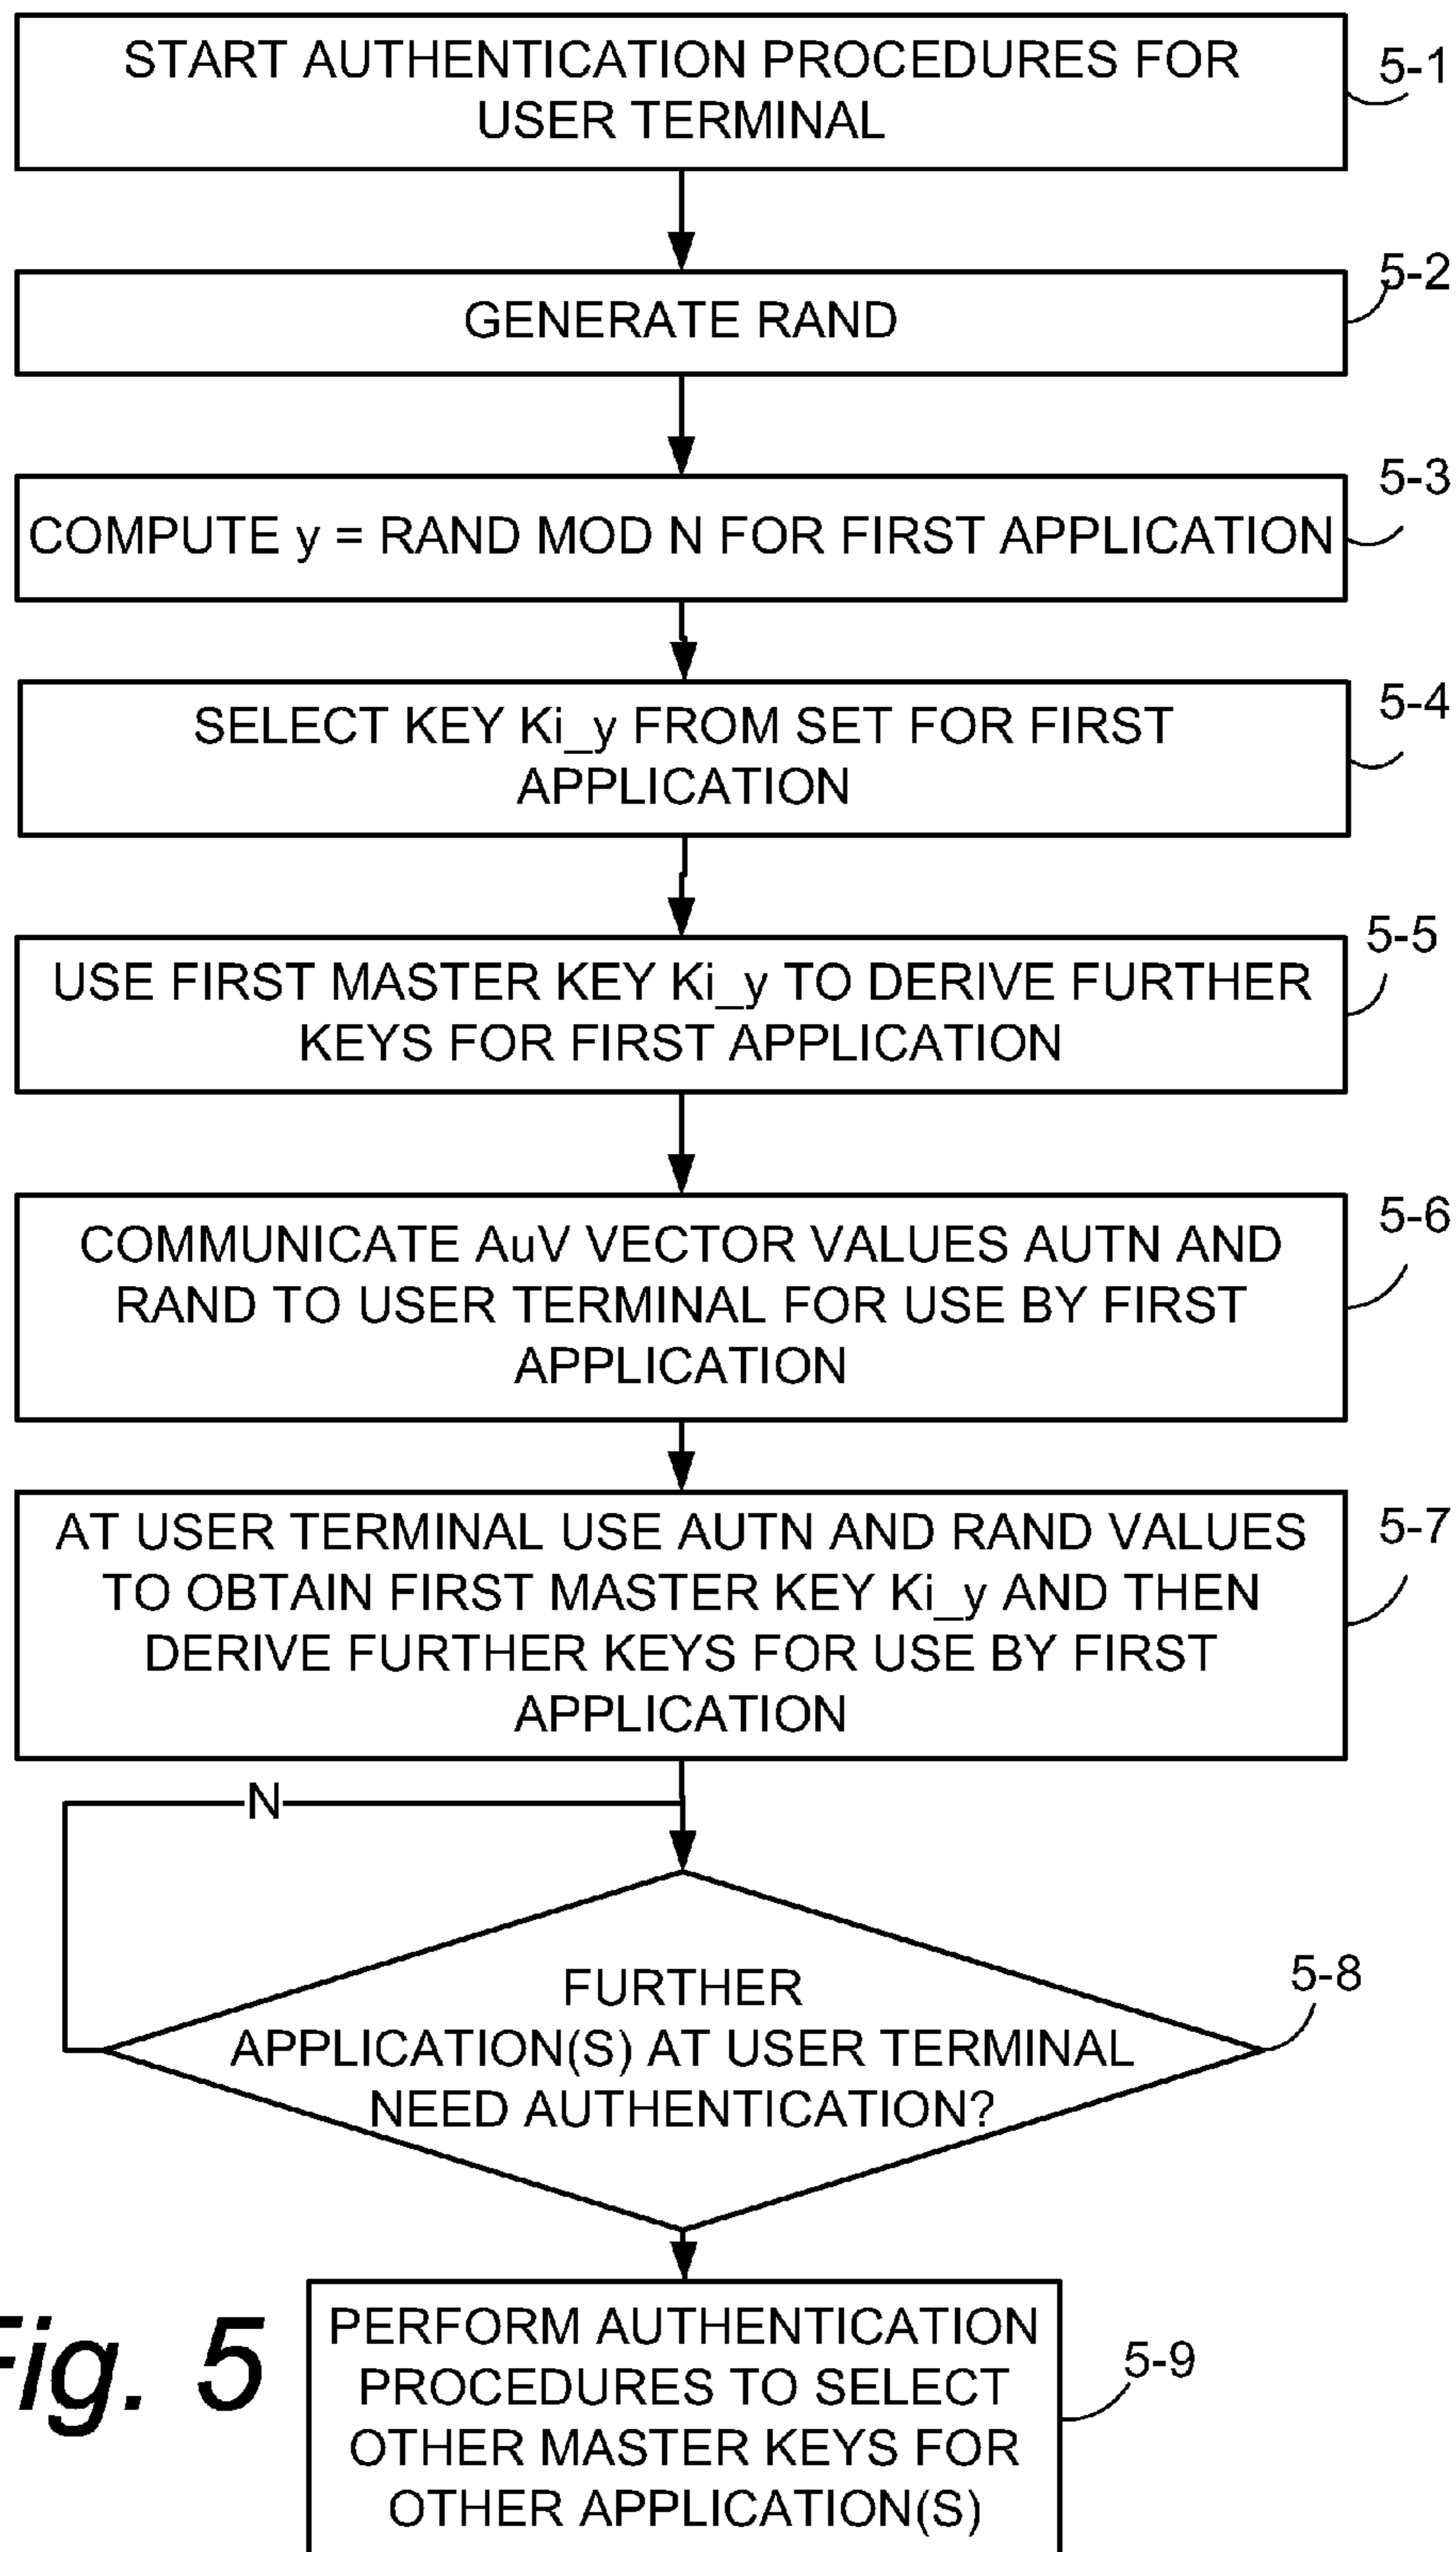 START AUTHENTICATION PROCEDURES FOR
USER TERMINAL
5-1
GENERATE RAND
5-2
COMPUTE y = RAND MOD N FOR FIRST APPLICATION
5-3
SELECT KEY Ki_y FROM SET FOR FIRST
APPLICATION
5-4
USE FIRST MASTER KEY Ki_y TO DERIVE FURTHER
KEYS FOR FIRST APPLICATION
5-5
COMMUNICATE AuV VECTOR VALUES AUTN AND
RAND TO USER TERMINAL FOR USE BY FIRST
APPLICATION
5-6
AT USER TERMINAL USE AUTN AND RAND VALUES
TO OBTAIN FIRST MASTER KEY Ki_y AND THEN
DERIVE FURTHER KEYS FOR USE BY FIRST
APPLICATION
5-7
N
FURTHER
APPLICATION(S) AT USER TERMINAL
NEED AUTHENTICATION?
5-8
PERFORM AUTHENTICATION
PROCEDURES TO SELECT
OTHER MASTER KEYS FOR
OTHER APPLICATION(S)
5-9
Fig. 5